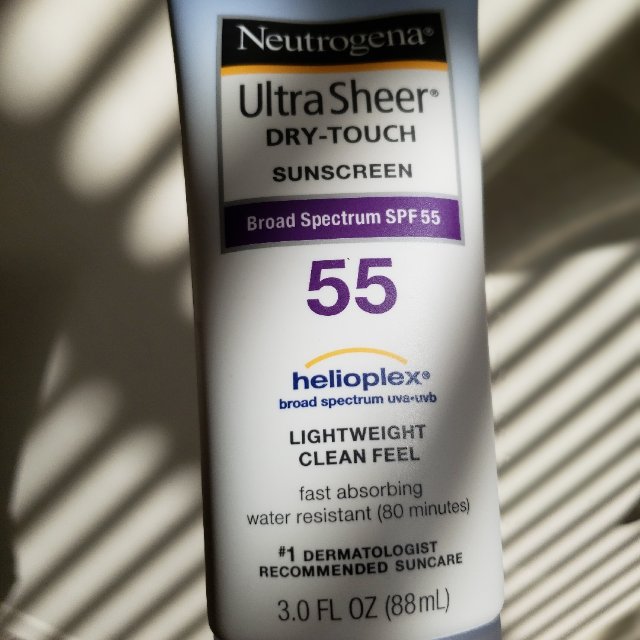 Neutrogena®
Ultra Sheer®
DRY-TOUCH
SUNSCREEN
Broad Spectrum SPF 55
55
helioplex®
broad spectrum uva•uvb
LIGHTWEIGHT
CLEAN FEEL
fast absorbing
water resistant (80 minutes)
#1 DERMATOLOGIST
RECOMMENDED SUNCARE
3.0 FL OZ (88mL)